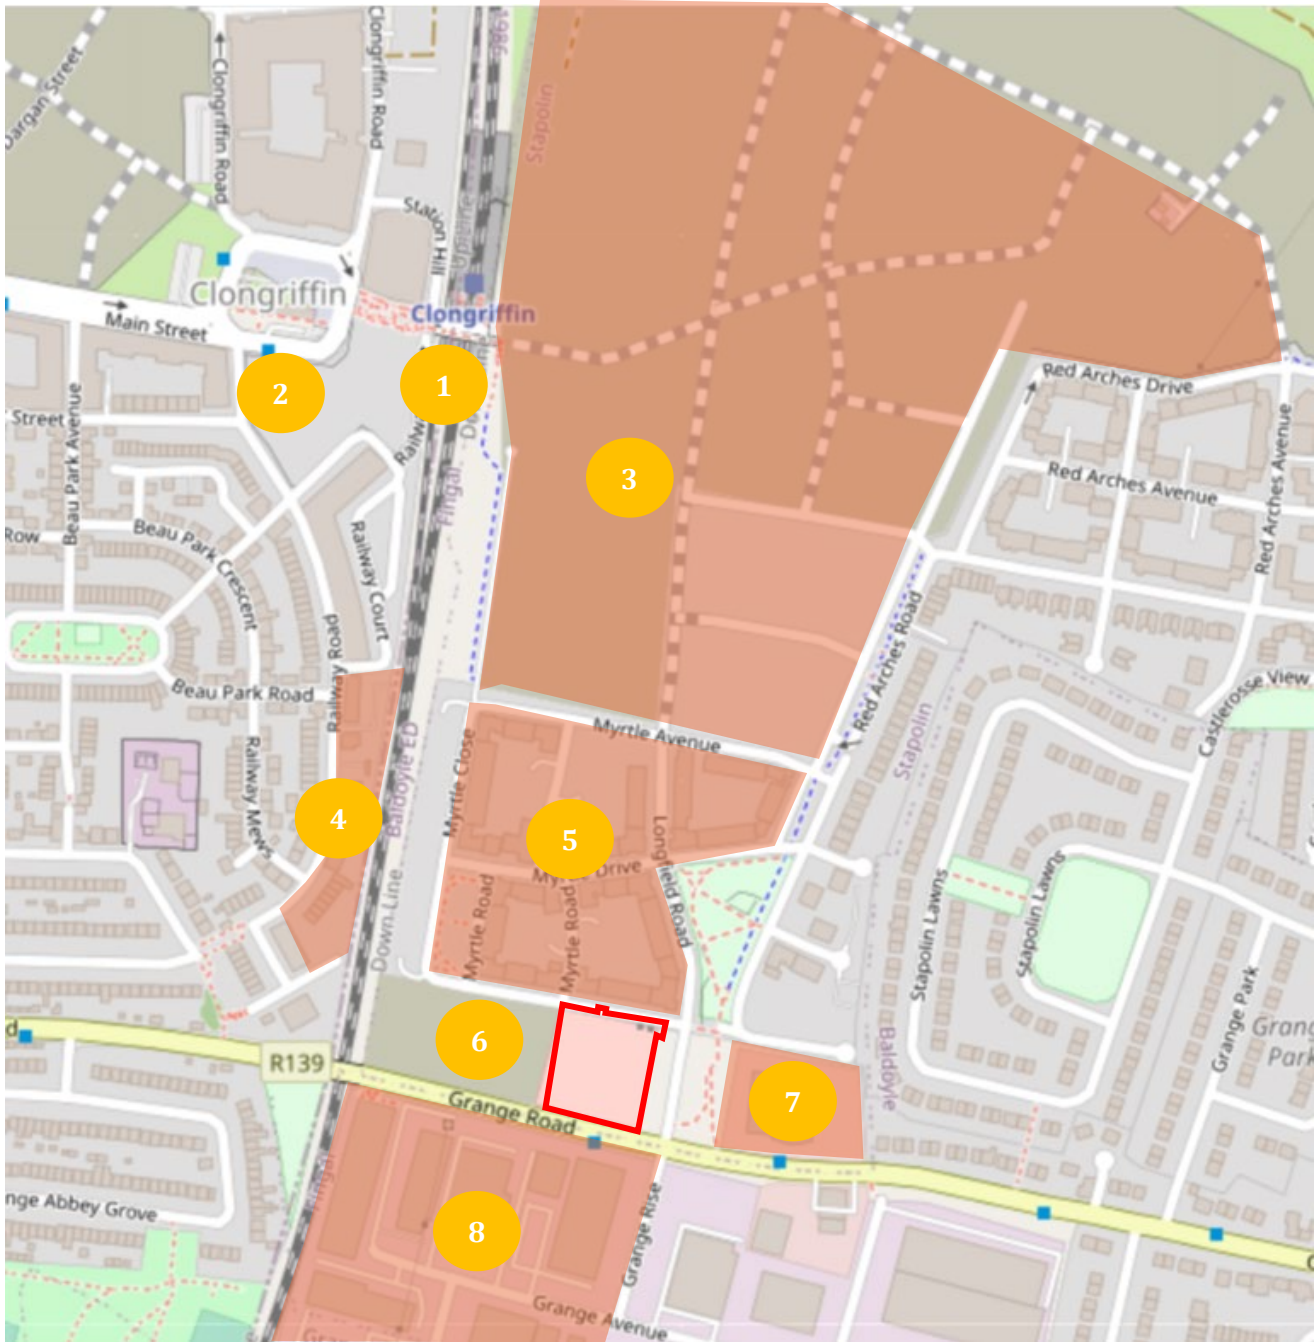 Dargan Street
Clongriffin Road
Clongriffin Road
Stapolin
Station Hill
Clongriffin
Clongriffin
Main Street
1
2
Street
Beau Park Avenue
3
Red Arches Drive
Red Arches Avenue
Red Arches Avenue
Fingal
Row
Beau Park Crescent
Railway Court
Railway Road
Red Arches Road
Beau Park Road
Castlerosse View
Stapolin
Myrtle Avenue
Myrtle Close
Railway Mews
Baldoyle ED
4
5
Longfield Road
Drive
Myrtle Road
Myrtle Road
Down Line
Stapolin Lawns
Stapolin Lawns
Grange Park
Grang
Park
6
d
R139
Baldoyle
7
Grange Road
nge Abbey Grove
8
Grange Rise
Grange Avenue